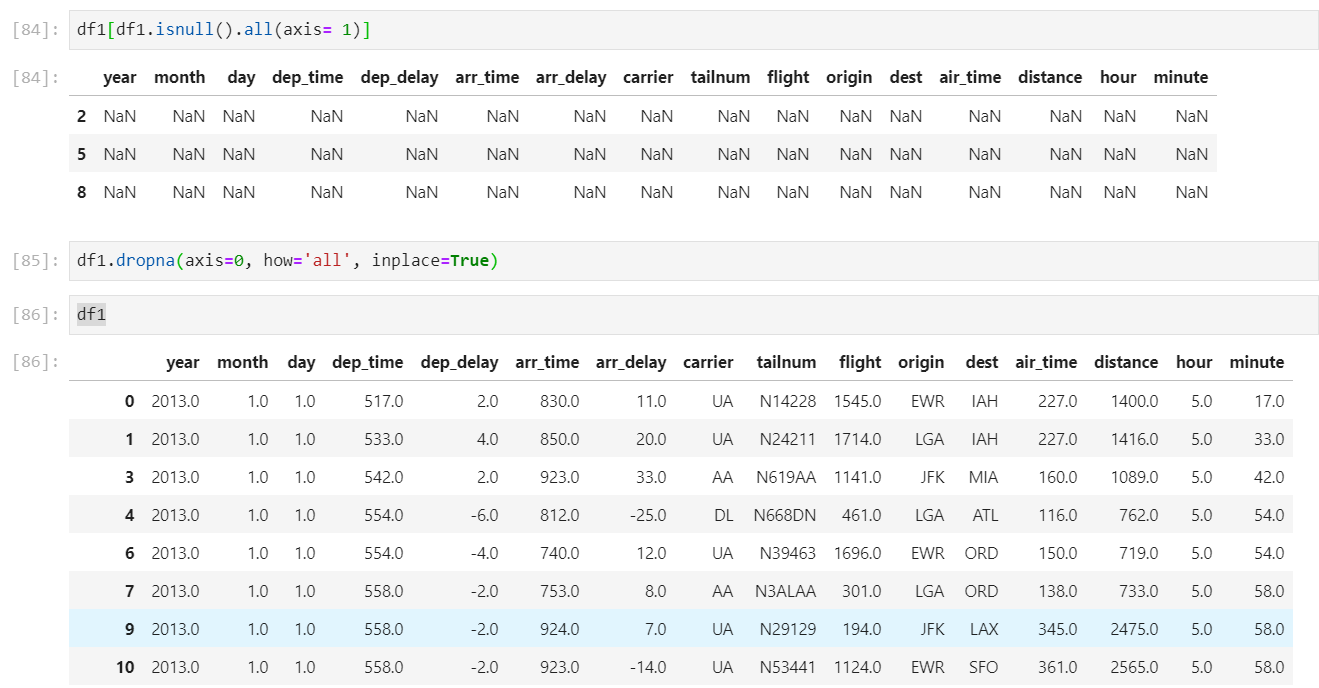 [84]: df1[df1.isnull().all(axis= 1)]
[84]: year month day dep_time dep_delay arr_time arr_delay carrier tailnum flight origin dest air_time distance hour minute
2 NaN NaN NaN NaN NaN NaN NaN NaN NaN NaN NaN NaN NaN NaN NaN NaN
5 NaN NaN NaN NaN NaN NaN NaN NaN NaN NaN NaN NaN NaN NaN NaN NaN
8 NaN NaN NaN NaN NaN NaN NaN NaN NaN NaN NaN NaN NaN NaN NaN NaN
[85]: df1.dropna(axis=0, how='all', inplace=True)
[86]: df1
[86]: year month day dep_time dep_delay arr_time arr_delay carrier tailnum flight origin dest air_time distance hour minute
0 2013.0 1.0 1.0 517.0 2.0 830.0 11.0 UA N14228 1545.0 EWR IAH 227.0 1400.0 5.0 17.0
1 2013.0 1.0 1.0 533.0 4.0 850.0 20.0 UA N24211 1714.0 LGA IAH 227.0 1416.0 5.0 33.0
3 2013.0 1.0 1.0 542.0 2.0 923.0 33.0 AA N619AA 1141.0 JFK MIA 160.0 1089.0 5.0 42.0
4 2013.0 1.0 1.0 554.0 -6.0 812.0 -25.0 DL N668DN 461.0 LGA ATL 116.0 762.0 5.0 54.0
6 2013.0 1.0 1.0 554.0 -4.0 740.0 12.0 UA N39463 1696.0 EWR ORD 150.0 719.0 5.0 54.0
7 2013.0 1.0 1.0 558.0 -2.0 753.0 8.0 AA N3ALAA 301.0 LGA ORD 138.0 733.0 5.0 58.0
9 2013.0 1.0 1.0 558.0 -2.0 924.0 7.0 UA N29129 194.0 JFK LAX 345.0 2475.0 5.0 58.0
10 2013.0 1.0 1.0 558.0 -2.0 923.0 -14.0 UA N53441 1124.0 EWR SFO 361.0 2565.0 5.0 58.0